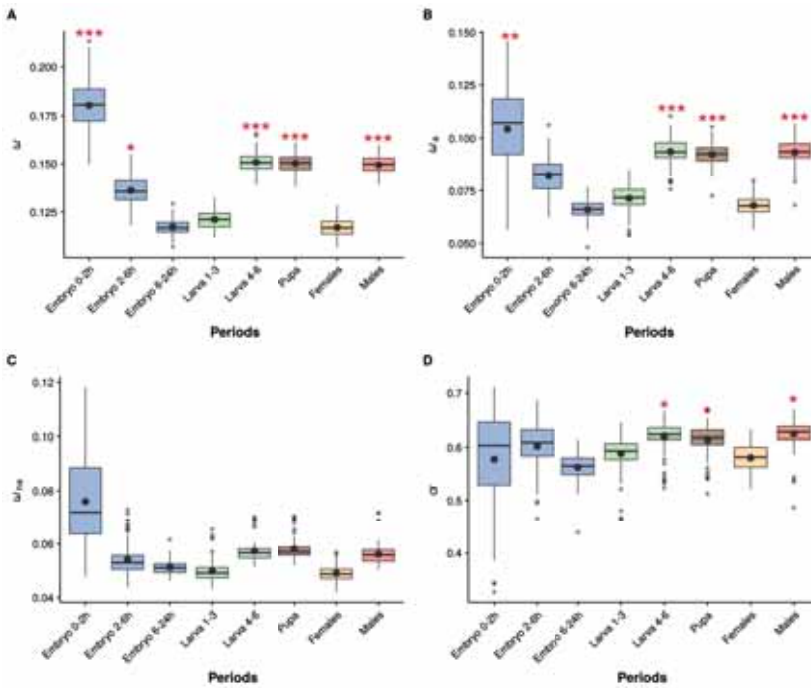 A
***
0.200
*
***
***
***
0.175
ω
0.150
0.125
Embryo 0-2h
Embryo 2-6h
Embryo 6-24h
Larva 1-3
Larva 4-6
Pupa
Females
Males
Periods
B
0.150
**
***
***
***
0.125
ωa
0.100
0.075
0.050
Embryo 0-2h
Embryo 2-6h
Larva 1-3
Larva 4-6
Pupa
Females
Males
Periods
C
0.12
0.10
ωna
0.08
0.06
0.04
Embryo 0-2h
Embryo 2-6h
Embryo 6-24h
Larva 1-3
Larva 4-6
Pupa
Females
Males
Periods
D
0.7
*
*
*
0.6
0.5
0.4
Embryo 0-2h
Embryo 2-6h
Embryo 6-24h
Larva 1-3
Larva 4-6
Pupa
Females
Males
Periods